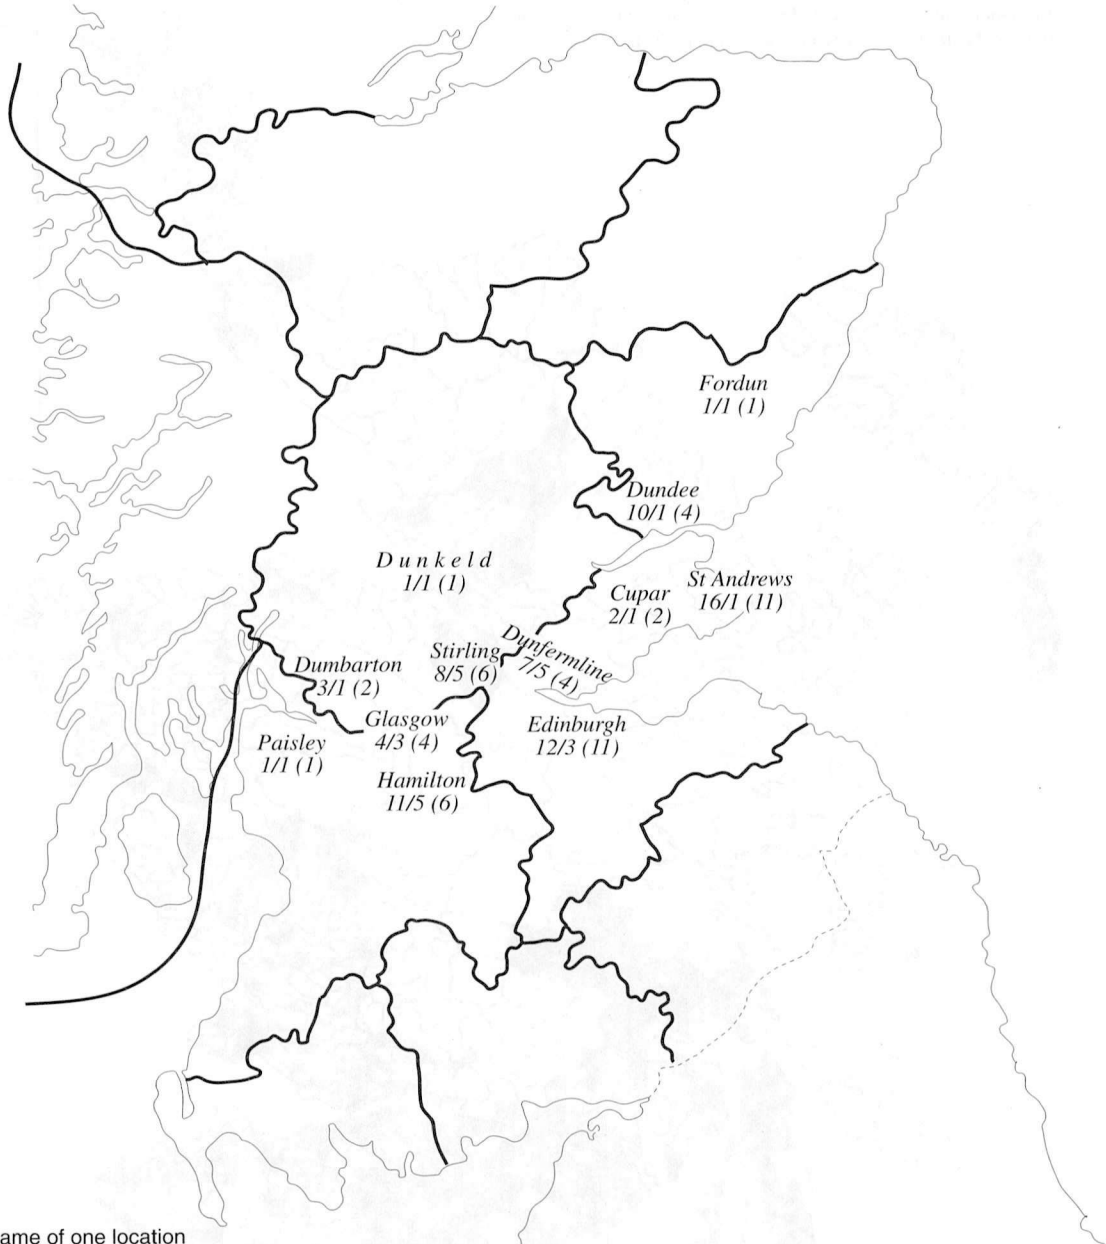 Fordun
1/1 (1)
Dundee
10/1 (4)
Dunkeld
1/1 (1)
Cupar
2/1 (2)
St Andrews
16/1 (11)
Dunfermline
7/5 (4)
Stirling
8/5 (6)
Dumbarton
3/1 (2)
Glasgow
4/3 (4)
Edinburgh
12/3 (11)
Paisley
1/1 (1)
Hamilton
11/5 (6)
ame of one location